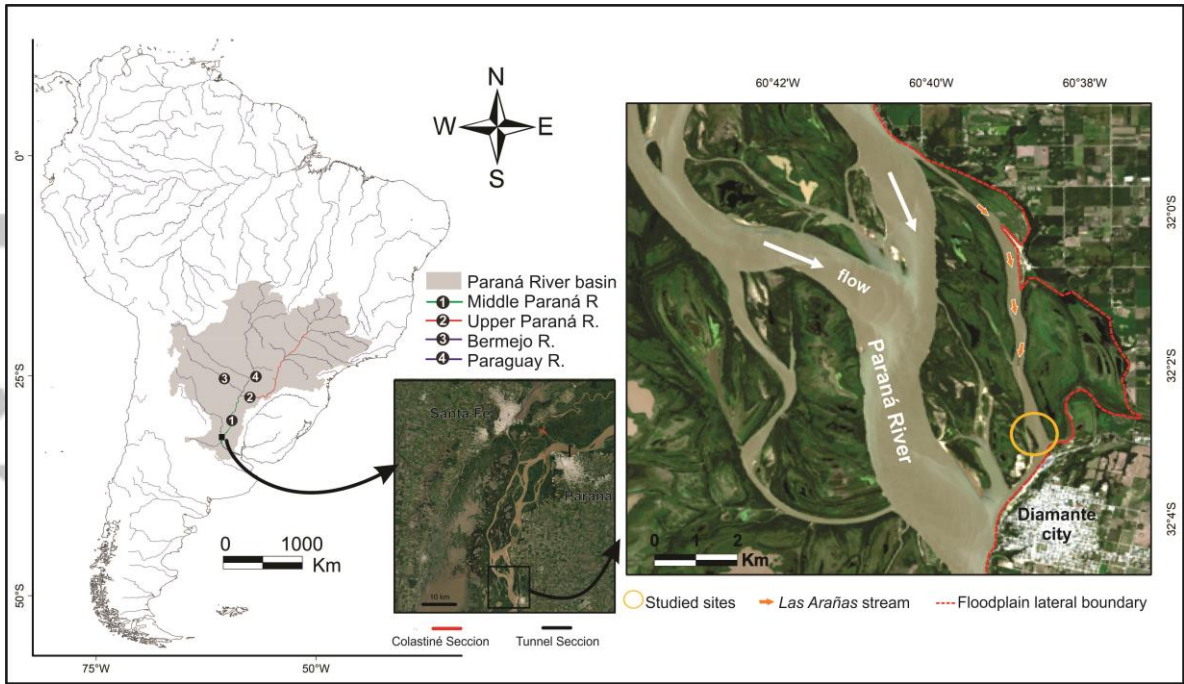 N
W E
S
0°
25°S
50°S
75°W
50°W
0 1000
Km
Paraná River basin
1 Middle Paraná R
2 Upper Paraná R.
3 Bermejo R.
4 Paraguay R.
3
4
2
1
Santa Fe
Paraná
10 km
Colastiné Seccion
Tunnel Seccion
60°42'W
60°40'W
60°38'W
32°0'S
32°2'S
32°4'S
flow
Paraná River
Diamante
city
0 1 2
Km
Studied sites
Las Arañas stream
Floodplain lateral boundary